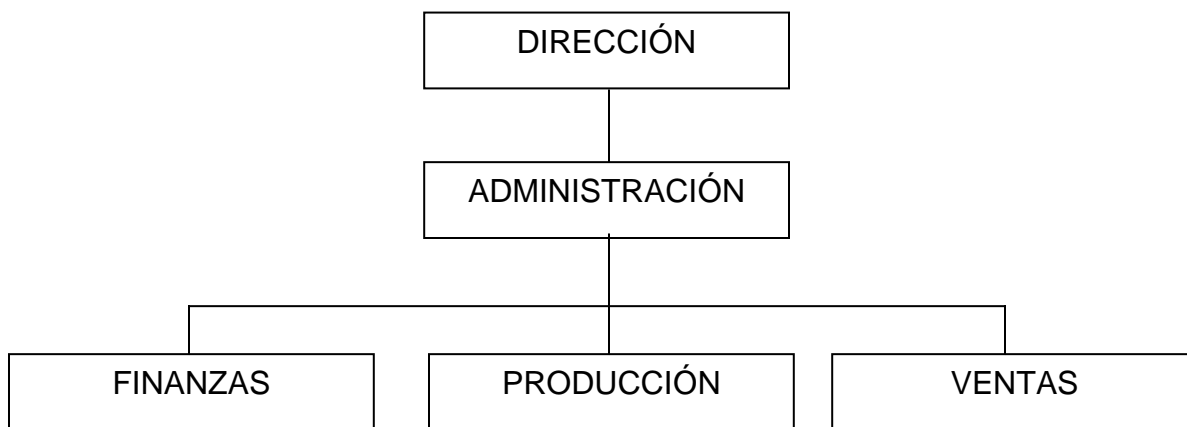 DIRECCIÓN
ADMINISTRACIÓN
FINANZAS
PRODUCCIÓN
VENTAS